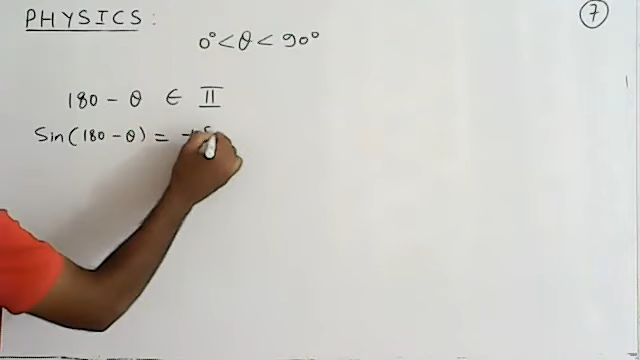 PHYSICS :
7
0° < θ < 90°
180 - θ ∈ II
Sin(180 - θ) = +S